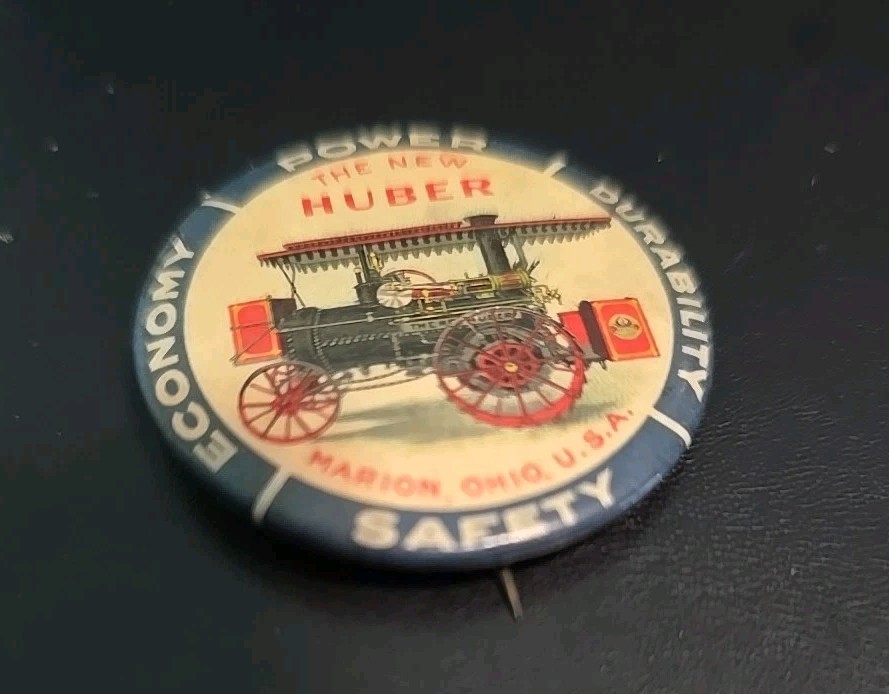 POWER
DURABILITY
SAFETY
ECONOMY
THE NEW
HUBER
MARION, OHIO, U.S.A.